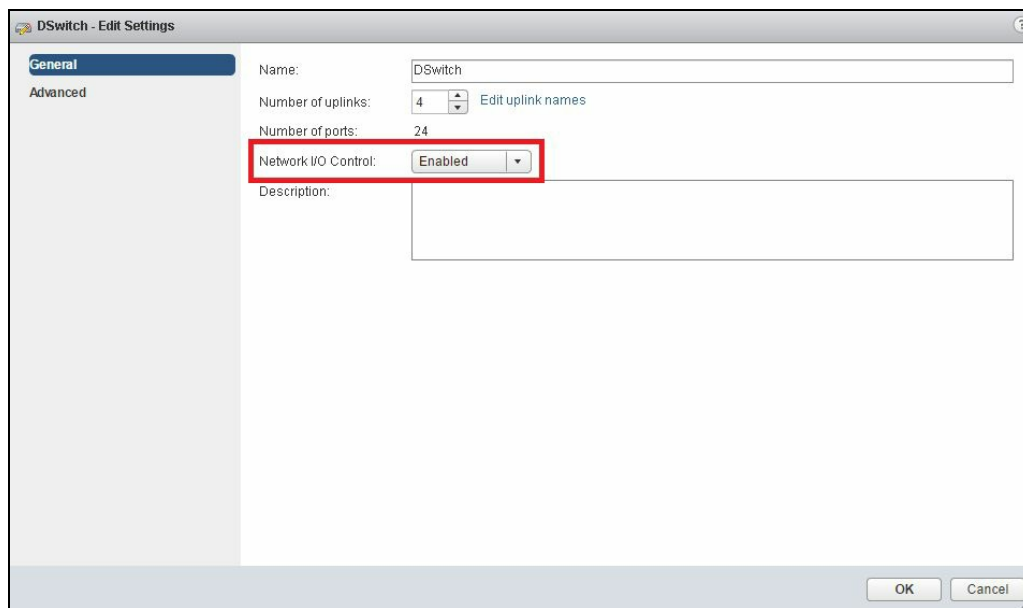 DSwitch - Edit Settings
?
General
Advanced
Name: DSwitch
Number of uplinks: 4 Edit uplink names
Number of ports: 24
Network I/O Control: Enabled
Description:
OK Cancel